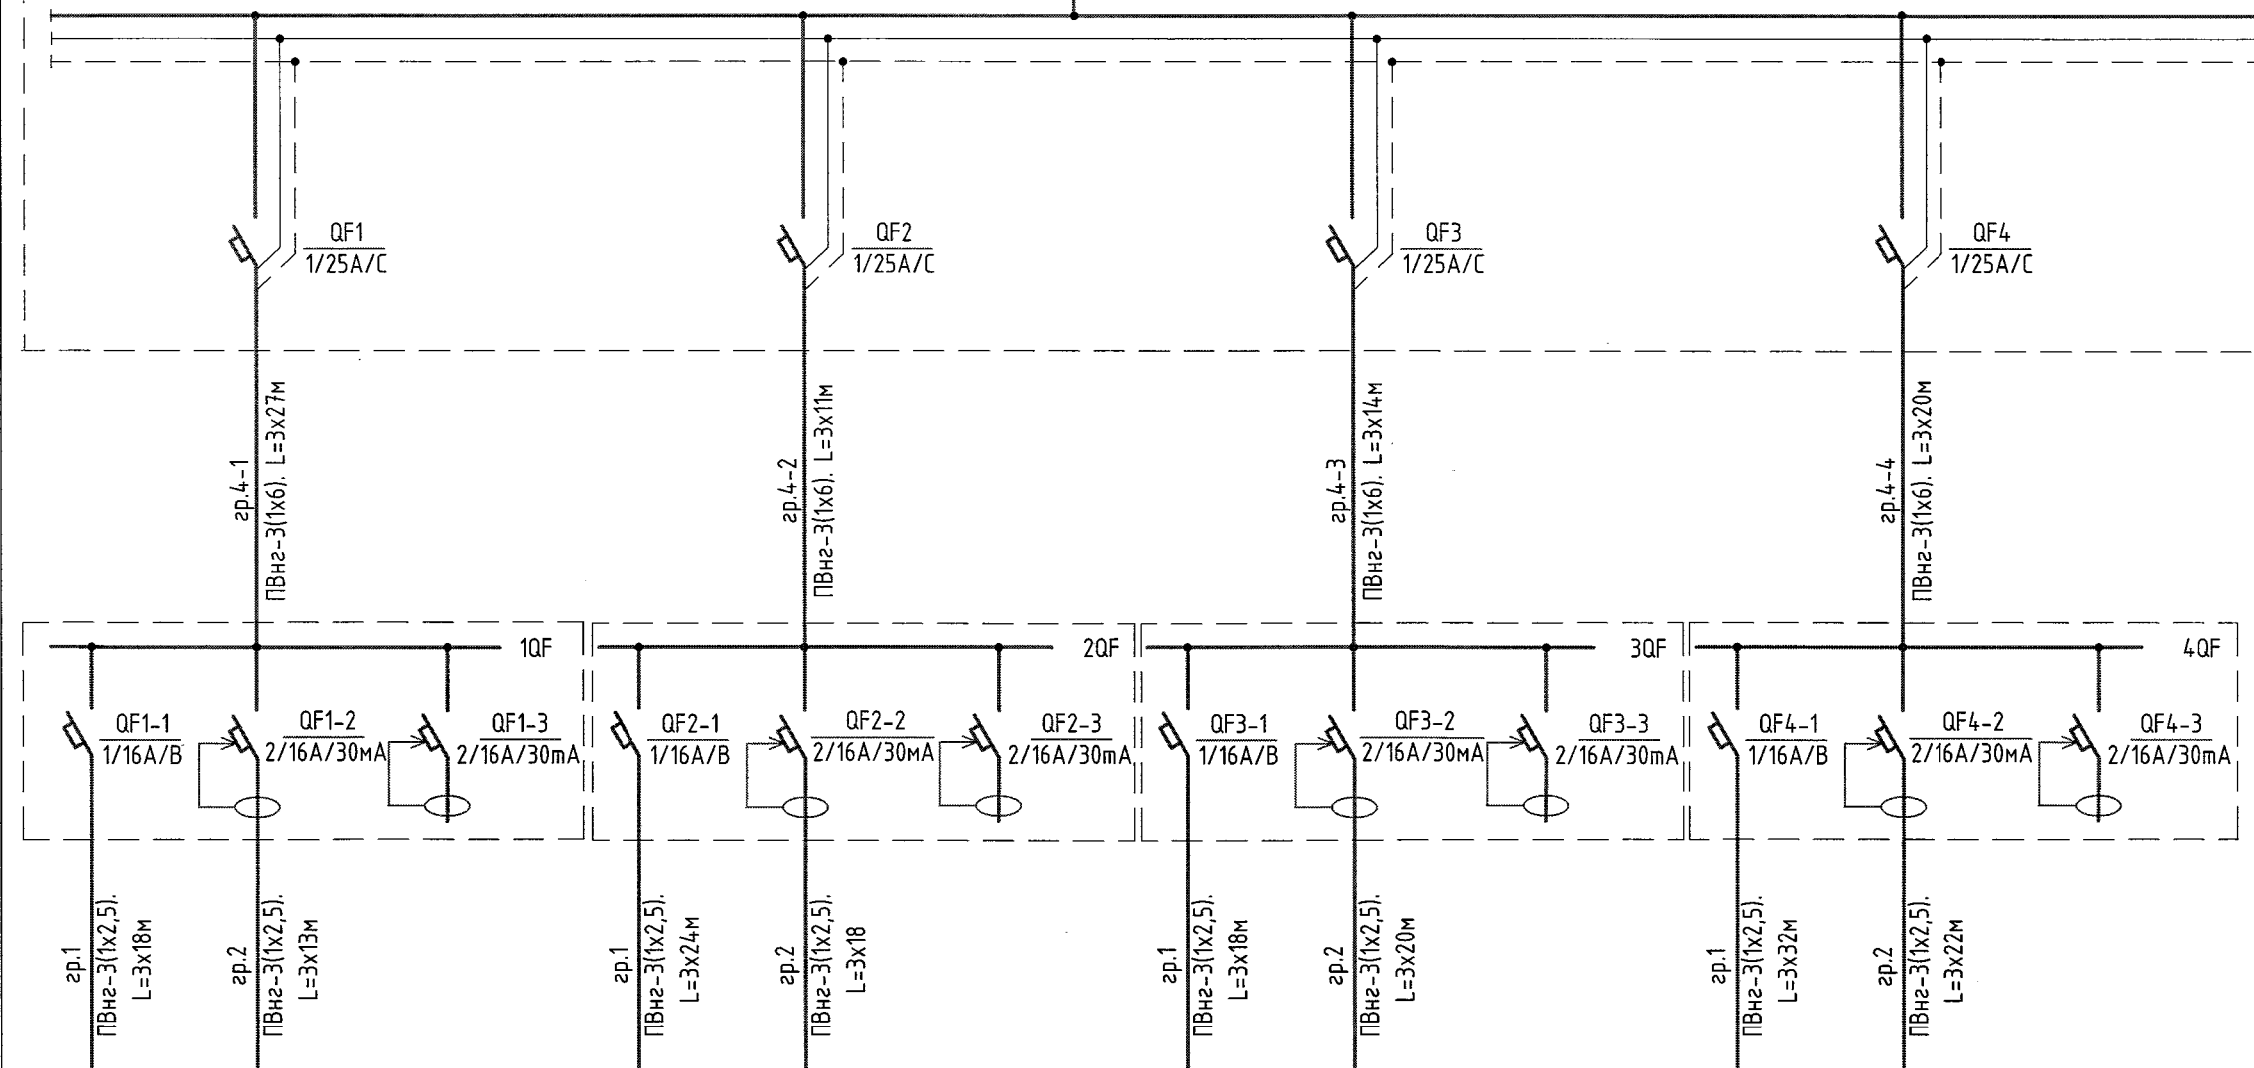 QF1
1/25A/C
QF2
1/25A/C
QF3
1/25A/C
QF4
1/25A/C
гр.4-1
ПВнг-3(1х6). L=3х27м
гр.4-2
ПВнг-3(1х6). L=3х11м
гр.4-3
ПВнг-3(1х6). L=3х14м
гр.4-4
ПВнг-3(1х6). L=3х20м
1QF
2QF
3QF
4QF
QF1-1
1/16A/B
QF1-2
2/16A/30мА
QF1-3
2/16A/30mA
QF2-1
1/16A/B
QF2-2
2/16A/30мА
QF2-3
2/16A/30mA
QF3-1
1/16A/B
QF3-2
2/16A/30мА
QF3-3
2/16A/30mA
QF4-1
1/16A/B
QF4-2
2/16A/30мА
QF4-3
2/16A/30mA
гр.1
ПВнг-3(1х2,5).
L=3х18м
гр.2
ПВнг-3(1х2,5).
L=3х13м
гр.1
ПВнг-3(1х2,5).
L=3х24м
гр.2
ПВнг-3(1х2,5).
L=3х18
гр.1
ПВнг-3(1х2,5).
L=3х18м
гр.2
ПВнг-3(1х2,5).
L=3х20м
гр.1
ПВнг-3(1х2,5).
L=3х32м
гр.2
ПВнг-3(1х2,5).
L=3х22м